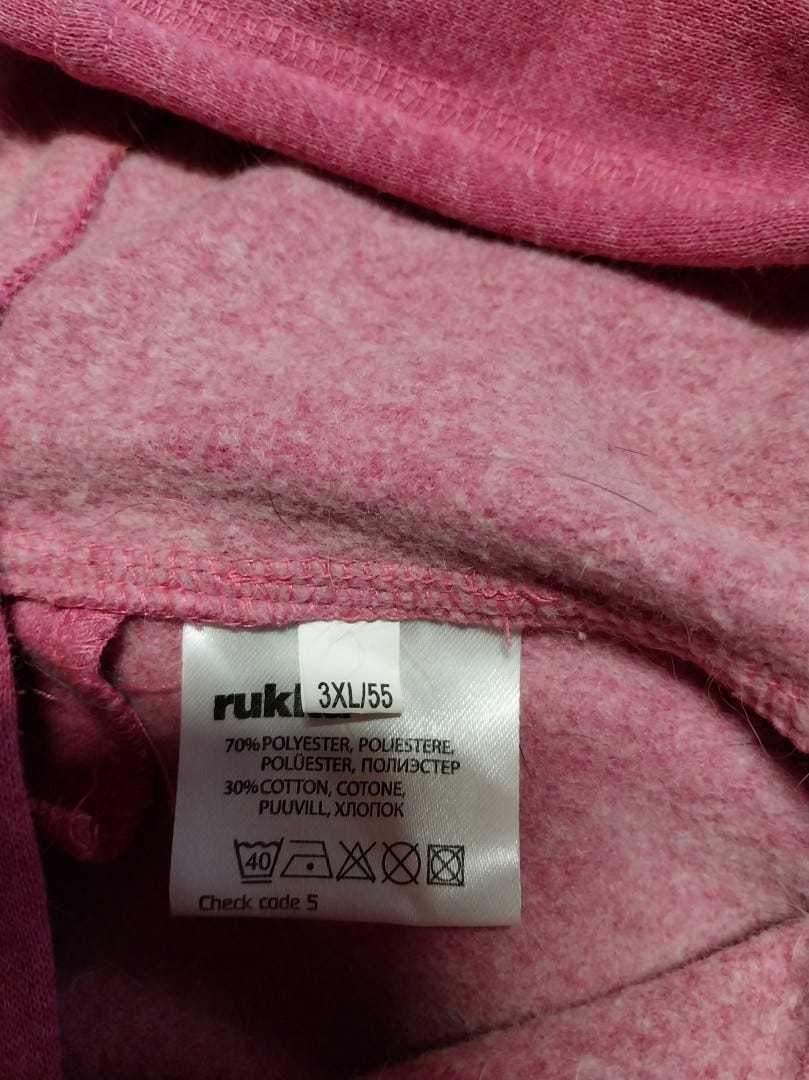 3XL/55
70% POLYESTER, POLIESTERE,
POLÜESTER, ПОЛИЭСТЕР
30% COTTON, COTONE,
PUUVILL, ХЛОПОК
40
Check code 5